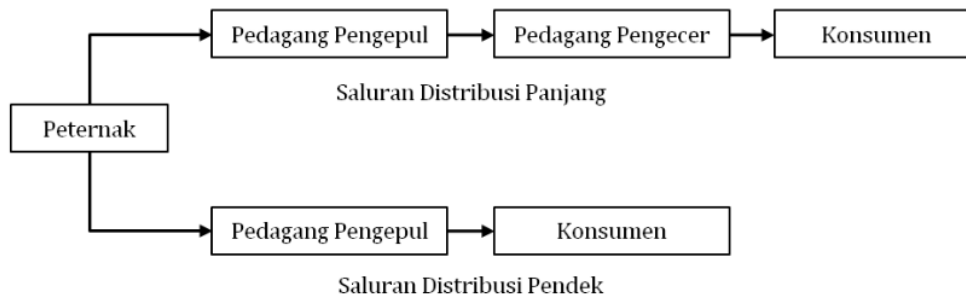 Pedagang Pengepul
Pedagang Pengecer
Konsumen
Saluran Distribusi Panjang
Peternak
Pedagang Pengepul
Konsumen
Saluran Distribusi Pendek